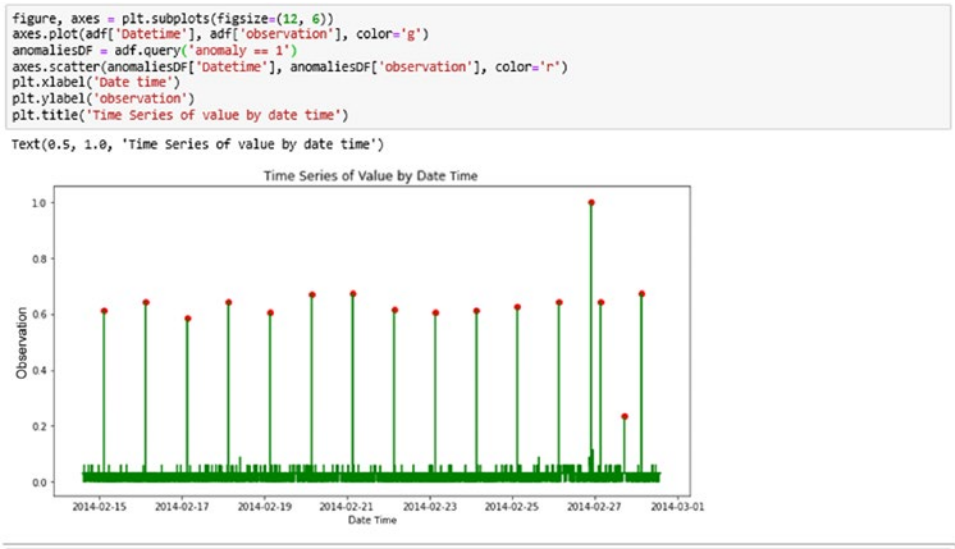 figure, axes = plt.subplots(figsize=(12, 6))
axes.plot(adf['Datetime'], adf['observation'], color='g')
anomaliesDF = adf.query('anomaly == 1')
axes.scatter(anomaliesDF['Datetime'], anomaliesDF['observation'], color='r')
plt.xlabel('Date time')
plt.ylabel('observation')
plt.title('Time Series of value by date time')
Text(0.5, 1.0, 'Time Series of value by date time')
Time Series of Value by Date Time
1.0
0.8
0.6
0.4
0.2
0.0
Observation
2014-02-15 2014-02-17 2014-02-19 2014-02-21 2014-02-23 2014-02-25 2014-02-27 2014-03-01
Date Time